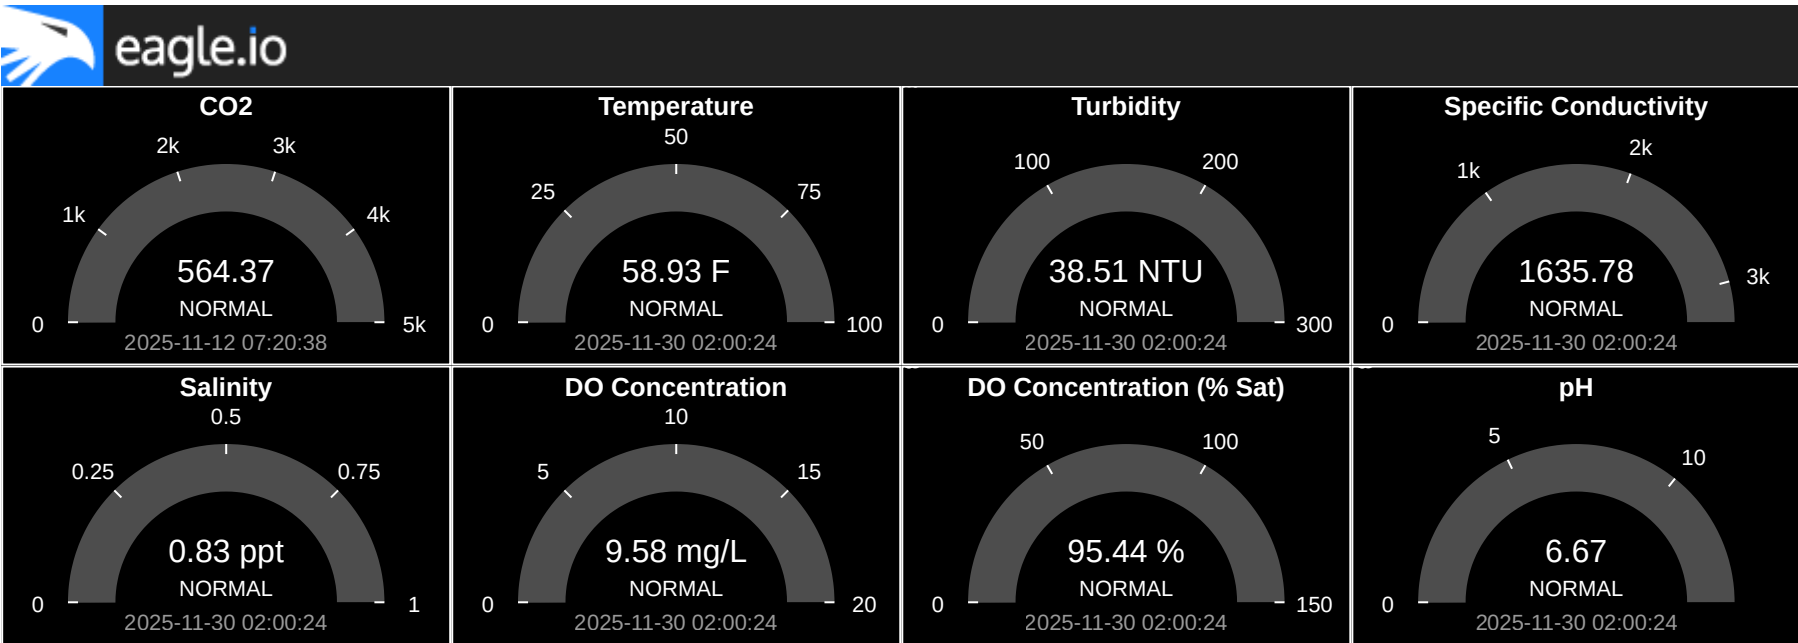 eagle.io
CO2
2k
3k
1k
4k
564.37
NORMAL
0
5k
2025-11-12 07:20:38
Temperature
50
25
75
58.93 F
NORMAL
0
100
2025-11-30 02:00:24
Turbidity
100
200
38.51 NTU
NORMAL
0
300
2025-11-30 02:00:24
Specific Conductivity
2k
1k
1635.78
3k
NORMAL
0
2025-11-30 02:00:24
Salinity
0.5
0.25
0.75
0.83 ppt
NORMAL
0
1
2025-11-30 02:00:24
DO Concentration
10
5
15
9.58 mg/L
NORMAL
0
20
2025-11-30 02:00:24
DO Concentration (% Sat)
50
100
95.44 %
NORMAL
0
150
2025-11-30 02:00:24
pH
5
10
6.67
NORMAL
0
2025-11-30 02:00:24